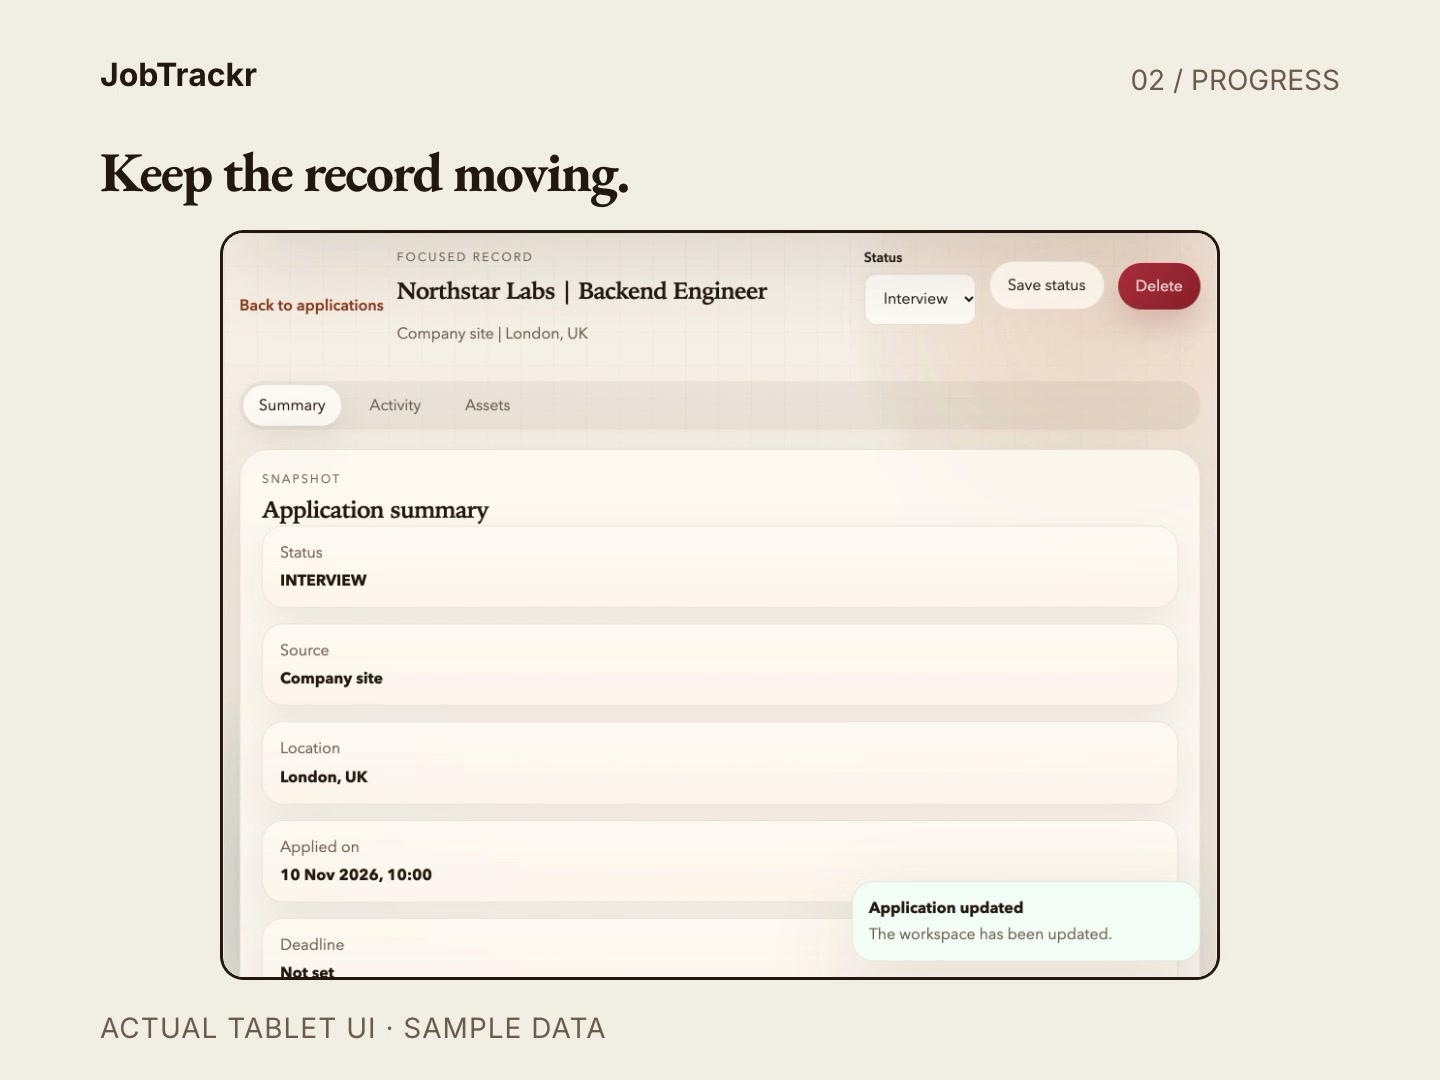 JobTrackr
02 / PROGRESS
Keep the record moving.
Back to applications
FOCUSED RECORD
Northstar Labs | Backend Engineer
Company site | London, UK
Status
Interview
Save status
Delete
Summary
Activity
Assets
SNAPSHOT
Application summary
Status
INTERVIEW
Source
Company site
Location
London, UK
Applied on
10 Nov 2026, 10:00
Deadline
Not set
Application updated
The workspace has been updated.
ACTUAL TABLET UI · SAMPLE DATA